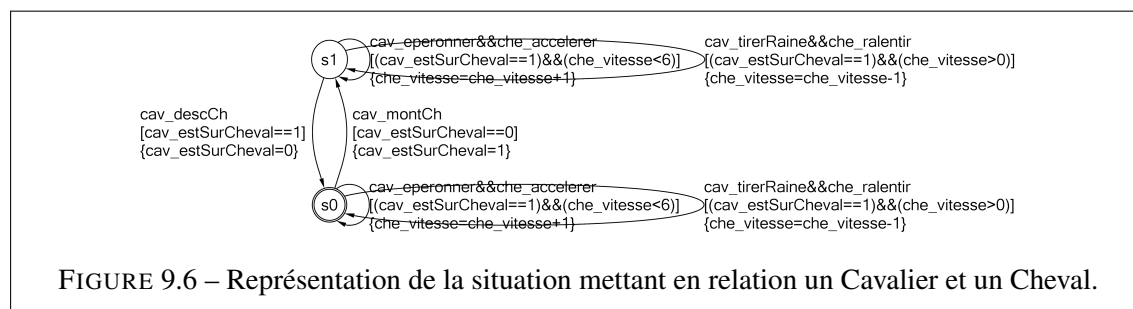 cav_eperonner&&che_accelerer
[(cav_estSurCheval==1)&&(che_vitesse<6)]
{che_vitesse=che_vitesse+1}
cav_tirerRaine&&che_ralentir
[(cav_estSurCheval==1)&&(che_vitesse>0)]
{che_vitesse=che_vitesse-1}
s1
cav_descCh
[cav_estSurCheval==1]
{cav_estSurCheval=0}
cav_montCh
[cav_estSurCheval==0]
{cav_estSurCheval=1}
cav_eperonner&&che_accelerer
[(cav_estSurCheval==1)&&(che_vitesse<6)]
{che_vitesse=che_vitesse+1}
cav_tirerRaine&&che_ralentir
[(cav_estSurCheval==1)&&(che_vitesse>0)]
{che_vitesse=che_vitesse-1}
s0
FIGURE 9.6 – Représentation de la situation mettant en relation un Cavalier et un Cheval.